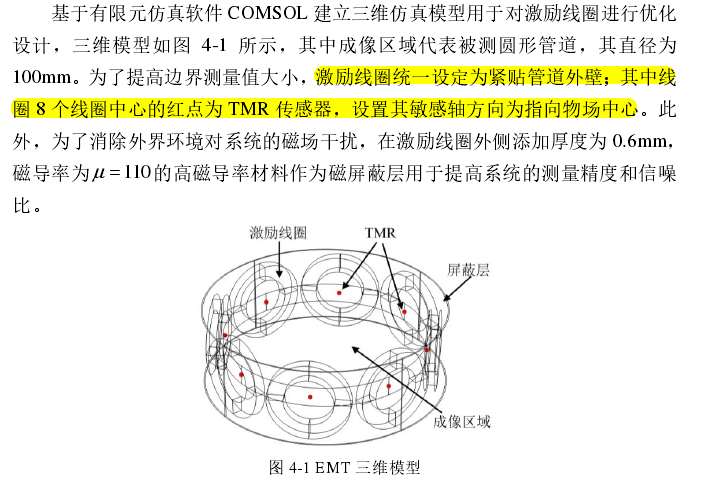 基于有限元仿真软件 COMSOL 建立三维仿真模型用于对激励线圈进行优化
设计，三维模型如图 4-1 所示，其中成像区域代表被测圆形管道，其直径为
100mm。为了提高边界测量值大小，激励线圈统一设定为紧贴管道外壁；其中线
圈 8 个线圈中心的红点为 TMR 传感器，设置其敏感轴方向为指向物场中心。此
外，为了消除外界环境对系统的磁场干扰，在激励线圈外侧添加厚度为 0.6mm，
磁导率为 μ=110 的高磁导率材料作为磁屏蔽层用于提高系统的测量精度和信噪
比。
激励线圈
TMR
屏蔽层
成像区域
图 4-1 EMT 三维模型